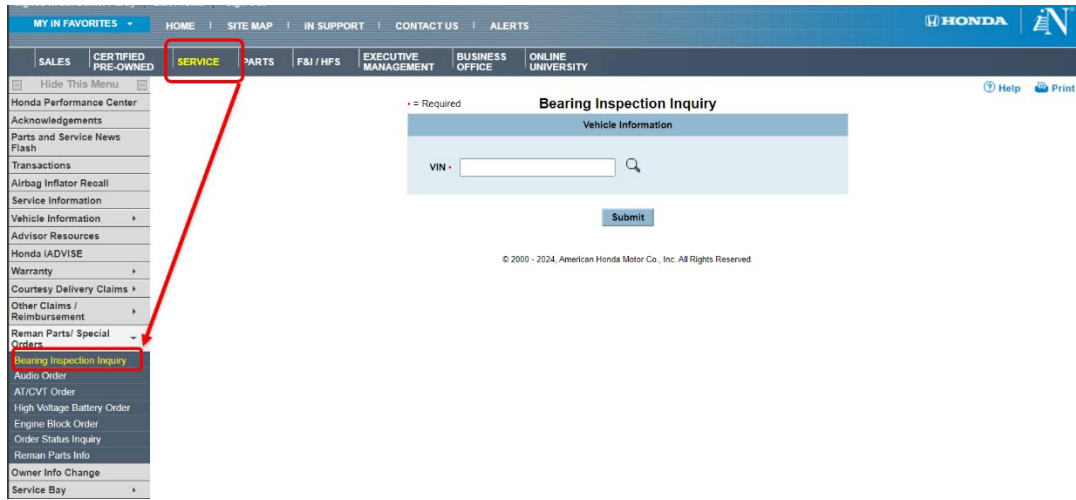 MY iN FAVORITES
HOME | SITE MAP | iN SUPPORT | CONTACT US | ALERTS
HONDA iN
SALES
CERTIFIED
PRE-OWNED
SERVICE
PARTS
F&I / HFS
EXECUTIVE
MANAGEMENT
BUSINESS
OFFICE
ONLINE
UNIVERSITY
Hide This Menu
Honda Performance Center
Acknowledgements
Parts and Service News
Flash
Transactions
Airbag Inflator Recall
Service Information
Vehicle Information
Advisor Resources
Honda iADVISE
Warranty
Courtesy Delivery Claims
Other Claims /
Reimbursement
Reman Parts/ Special
Orders
Bearing Inspection Inquiry
Audio Order
AT/CVT Order
High Voltage Battery Order
Engine Block Order
Order Status Inquiry
Reman Parts Info
Owner Info Change
Service Bay
Help Print
• = Required
Bearing Inspection Inquiry
Vehicle Information
VIN •
Submit
© 2000 - 2024, American Honda Motor Co., Inc. All Rights Reserved.